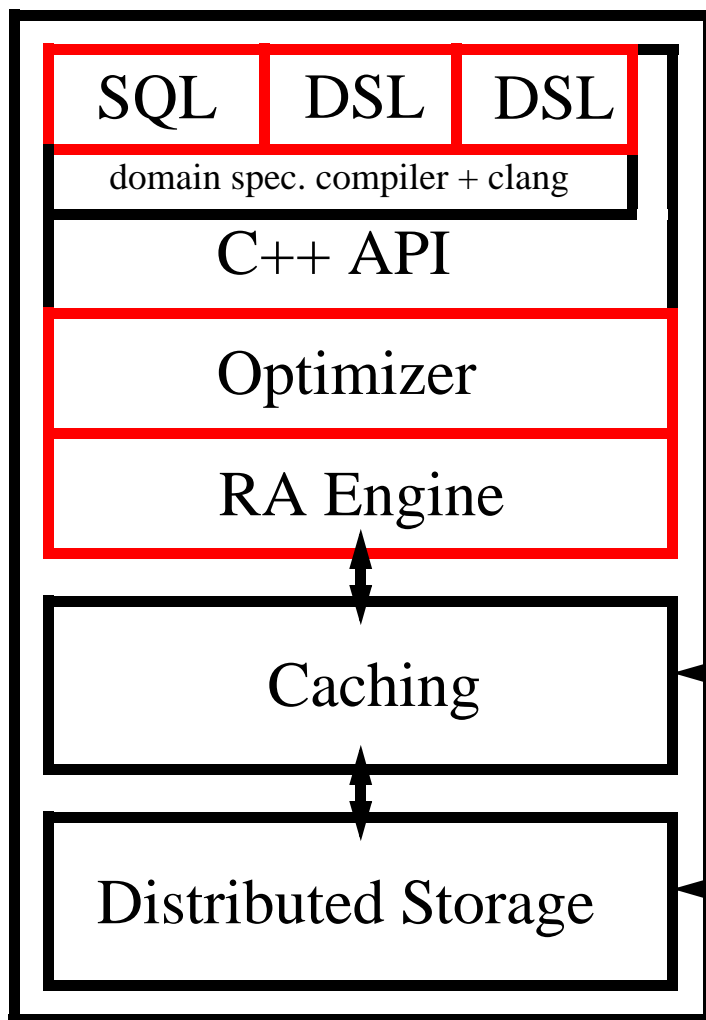 SQL DSL DSL
domain spec. compiler + clang
C++ API
Optimizer
RA Engine
Caching
Distributed Storage